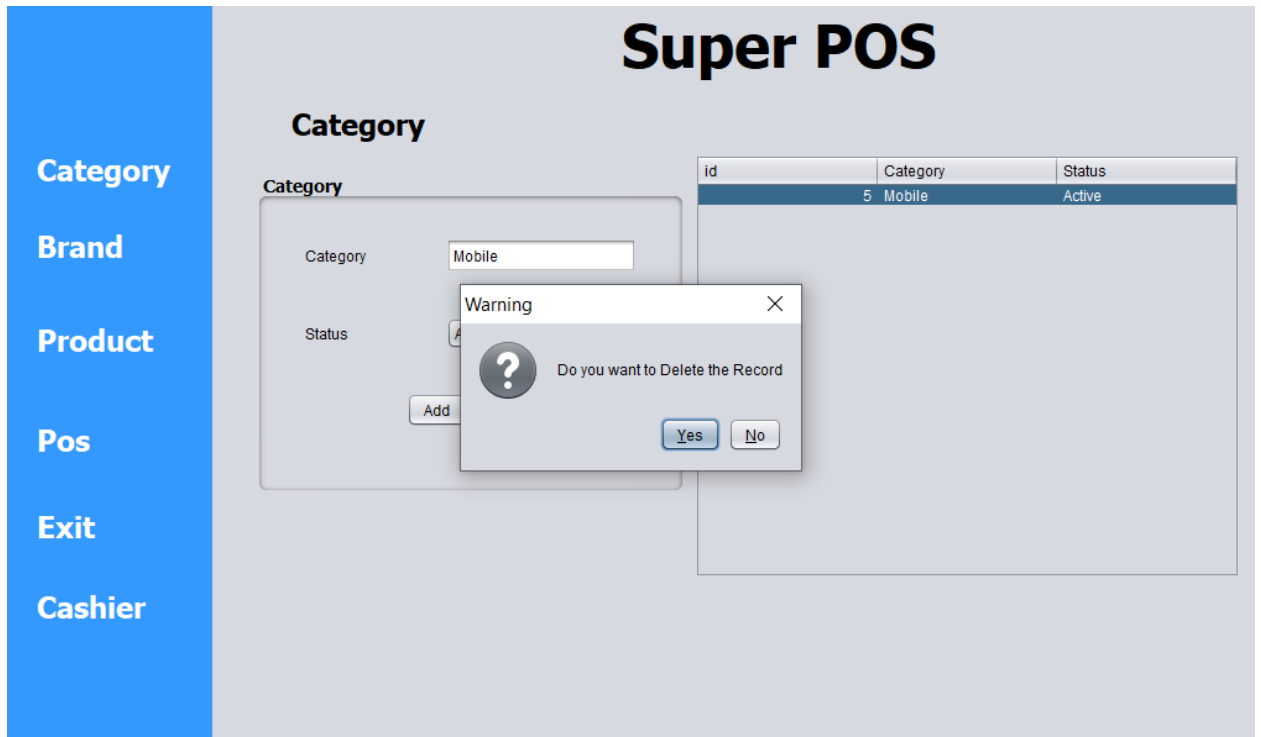 Super POS
Category
Brand
Product
Pos
Exit
Cashier
Category
Category
Category Mobile
Status A
Add
id Category Status
5 Mobile Active
Warning
Do you want to Delete the Record
Yes No